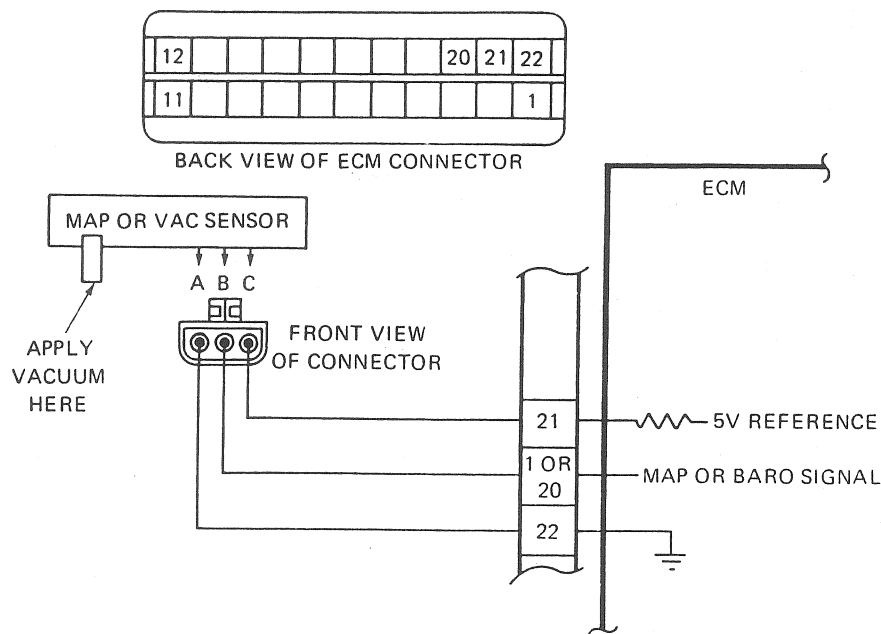 12 20 21 22
11 1
BACK VIEW OF ECM CONNECTOR
ECM
MAP OR VAC SENSOR
A B C
FRONT VIEW
OF CONNECTOR
APPLY
VACUUM
HERE
21 5V REFERENCE
1 OR
20
MAP OR BARO SIGNAL
22